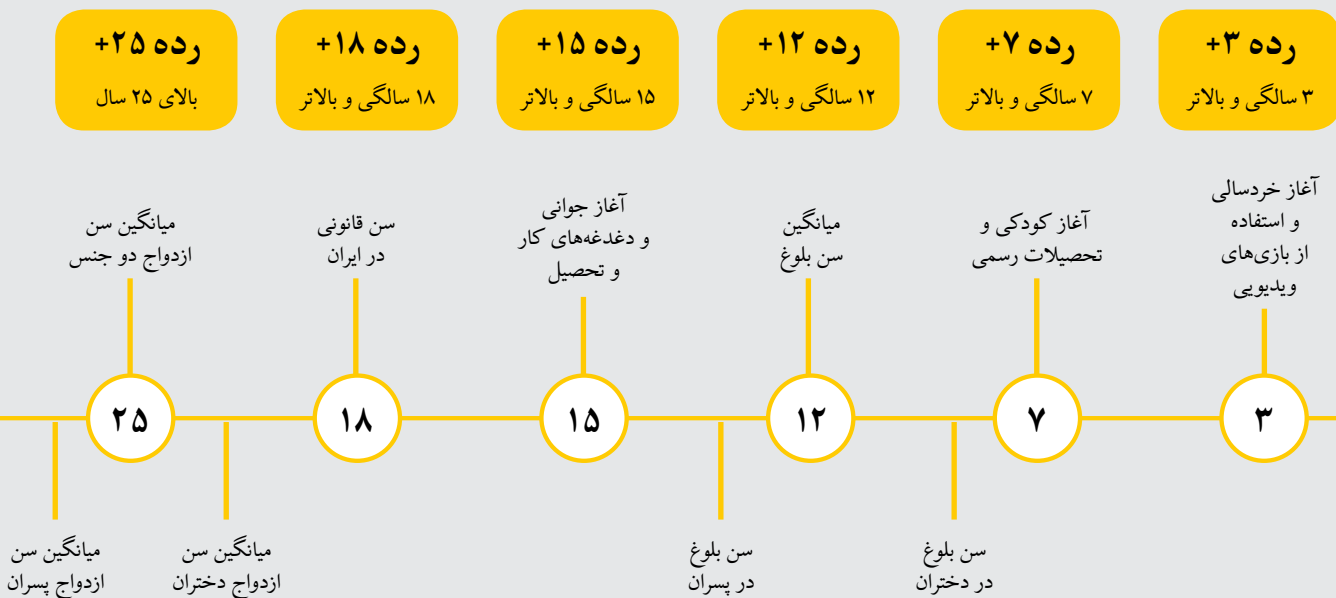 رده ۳+
۳ سالگی و بالاتر
رده ۷+
۷ سالگی و بالاتر
رده ۱۲+
۱۲ سالگی و بالاتر
رده ۱۵+
۱۵ سالگی و بالاتر
رده ۱۸+
۱۸ سالگی و بالاتر
رده ۲۵+
بالای ۲۵ سال
آغاز خردسالی
و استفاده
از بازی‌های
ویدیویی
آغاز کودکی و
تحصیلات رسمی
میانگین
سن بلوغ
آغاز جوانی
و دغدغه‌های کار
و تحصیل
سن قانونی
در ایران
میانگین سن
ازدواج دو جنس
۳
۷
۱۲
۱۵
۱۸
۲۵
سن بلوغ
در دختران
سن بلوغ
در پسران
میانگین سن
ازدواج دختران
میانگین سن
ازدواج پسران